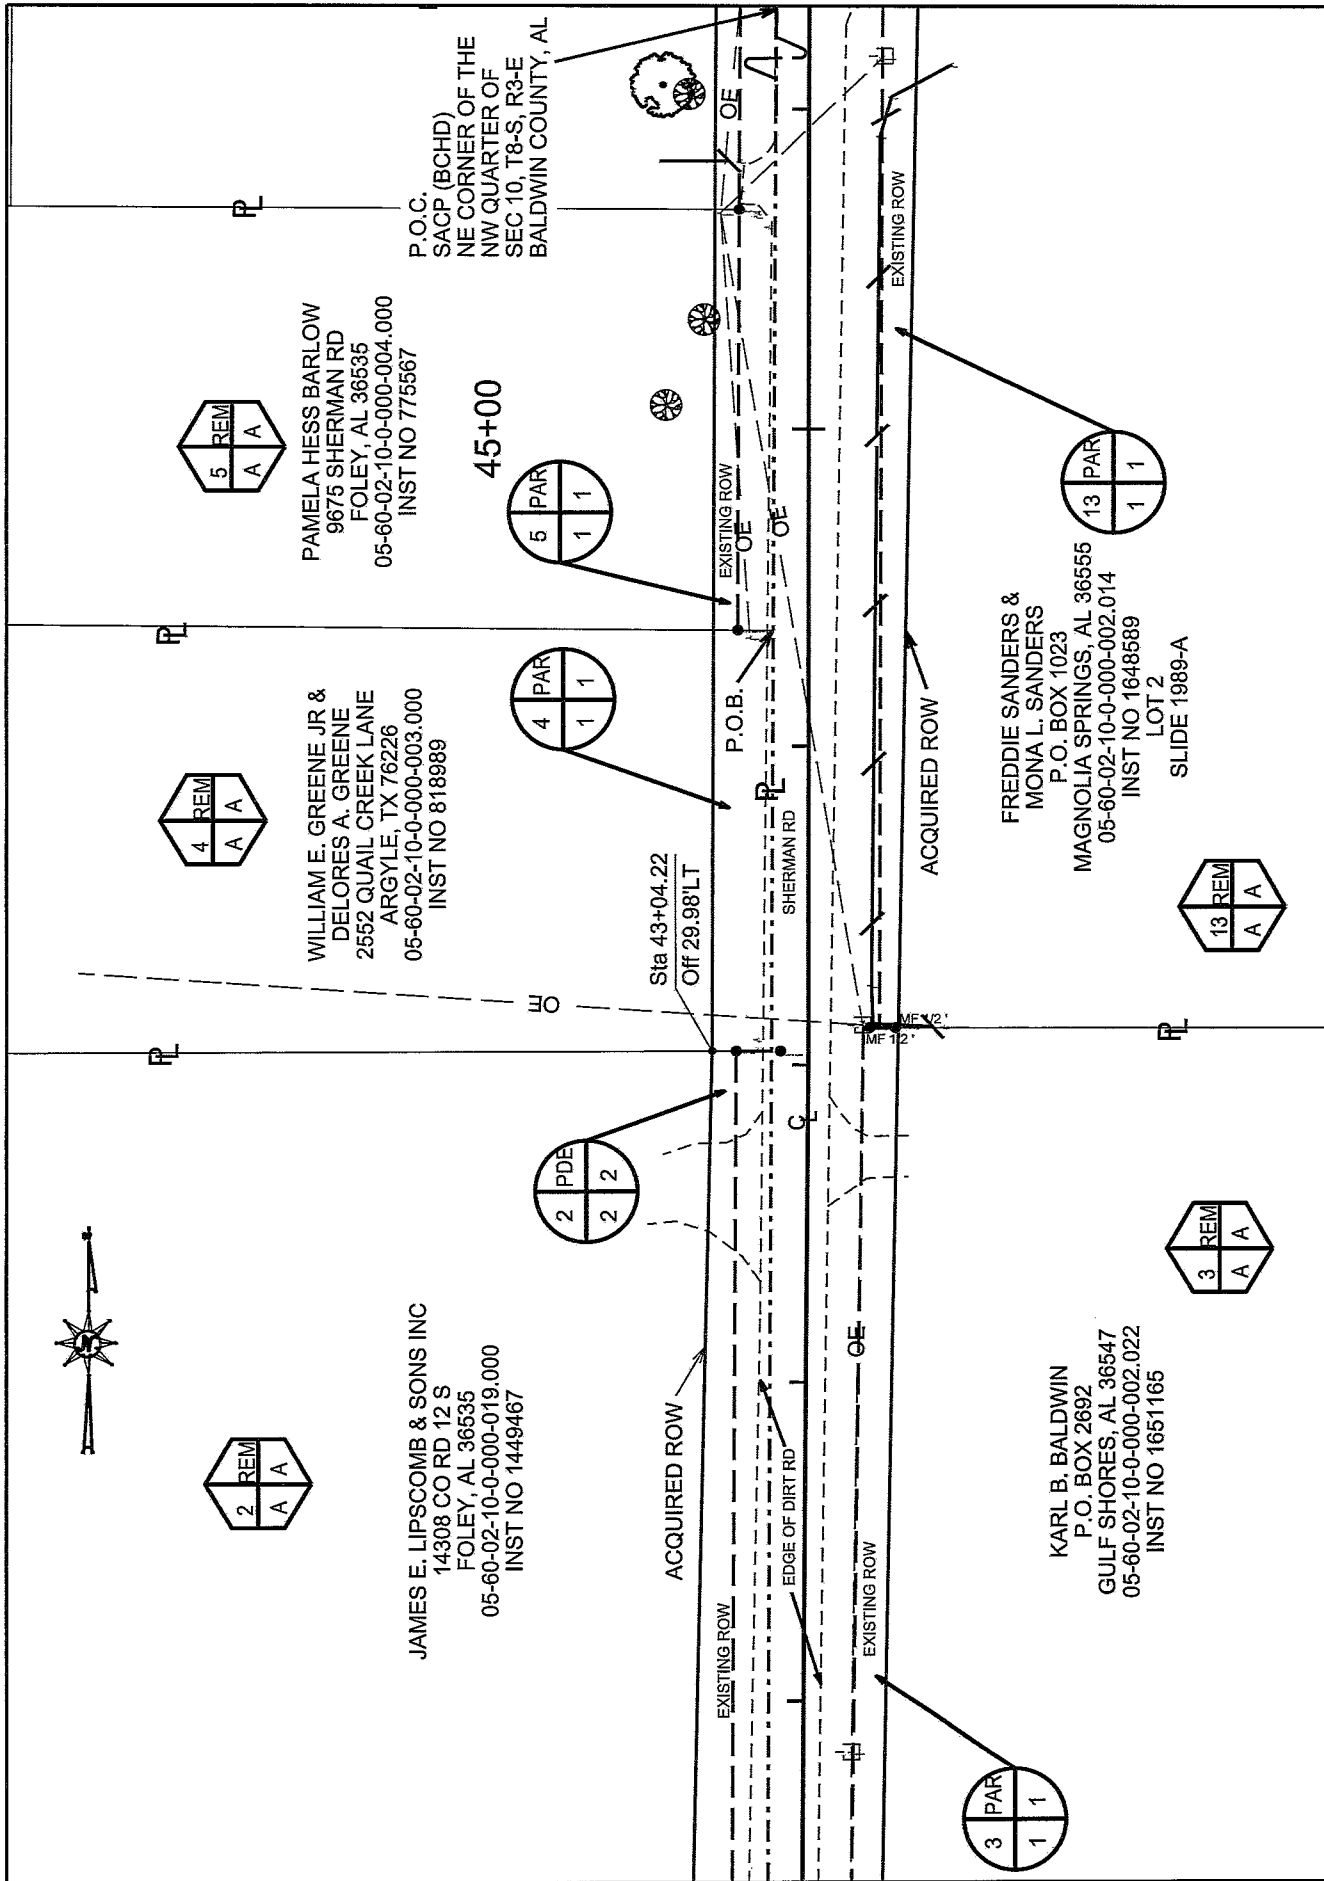 2 REM
A A
JAMES E. LIPSCOMB & SONS INC
14308 CO RD 12 S
FOLEY, AL 36535
05-60-02-10-0-000-019.000
INST NO 1449467
N
PL
4 REM
A A
WILLIAM E. GREENE JR &
DELORES A. GREENE
2552 QUAIL CREEK LANE
ARGYLE, TX 76226
05-60-02-10-0-000-003.000
INST NO 818989
OE
PL
5 REM
A A
PAMELA HESS BARLOW
9675 SHERMAN RD
FOLEY, AL 36535
05-60-02-10-0-000-004.000
INST NO 775567
PL
P.O.C.
SACP (BCHD)
NE CORNER OF THE
NW QUARTER OF
SEC 10, T8-S, R3-E
BALDWIN COUNTY, AL
45+00
2 PDE
2 2
4 PAR
1 1
5 PAR
1 1
ACQUIRED ROW
Sta 43+04.22
Off 29.98'LT
P.O.B.
EXISTING ROW
EXISTING ROW
OE
OE
OE
PL
SHERMAN RD
EDGE OF DIRT RD
CL
OE
EXISTING ROW
MF 1/2 '
MF 1/2 '
EXISTING ROW
ACQUIRED ROW
3 PAR
1 1
KARL B. BALDWIN
P.O. BOX 2692
GULF SHORES, AL 36547
05-60-02-10-0-000-002.022
INST NO 1651165
3 REM
A A
PL
13 REM
A A
FREDDIE SANDERS &
MONA L. SANDERS
P.O. BOX 1023
MAGNOLIA SPRINGS, AL 36555
05-60-02-10-0-000-002.014
INST NO 1648589
LOT 2
SLIDE 1989-A
13 PAR
1 1